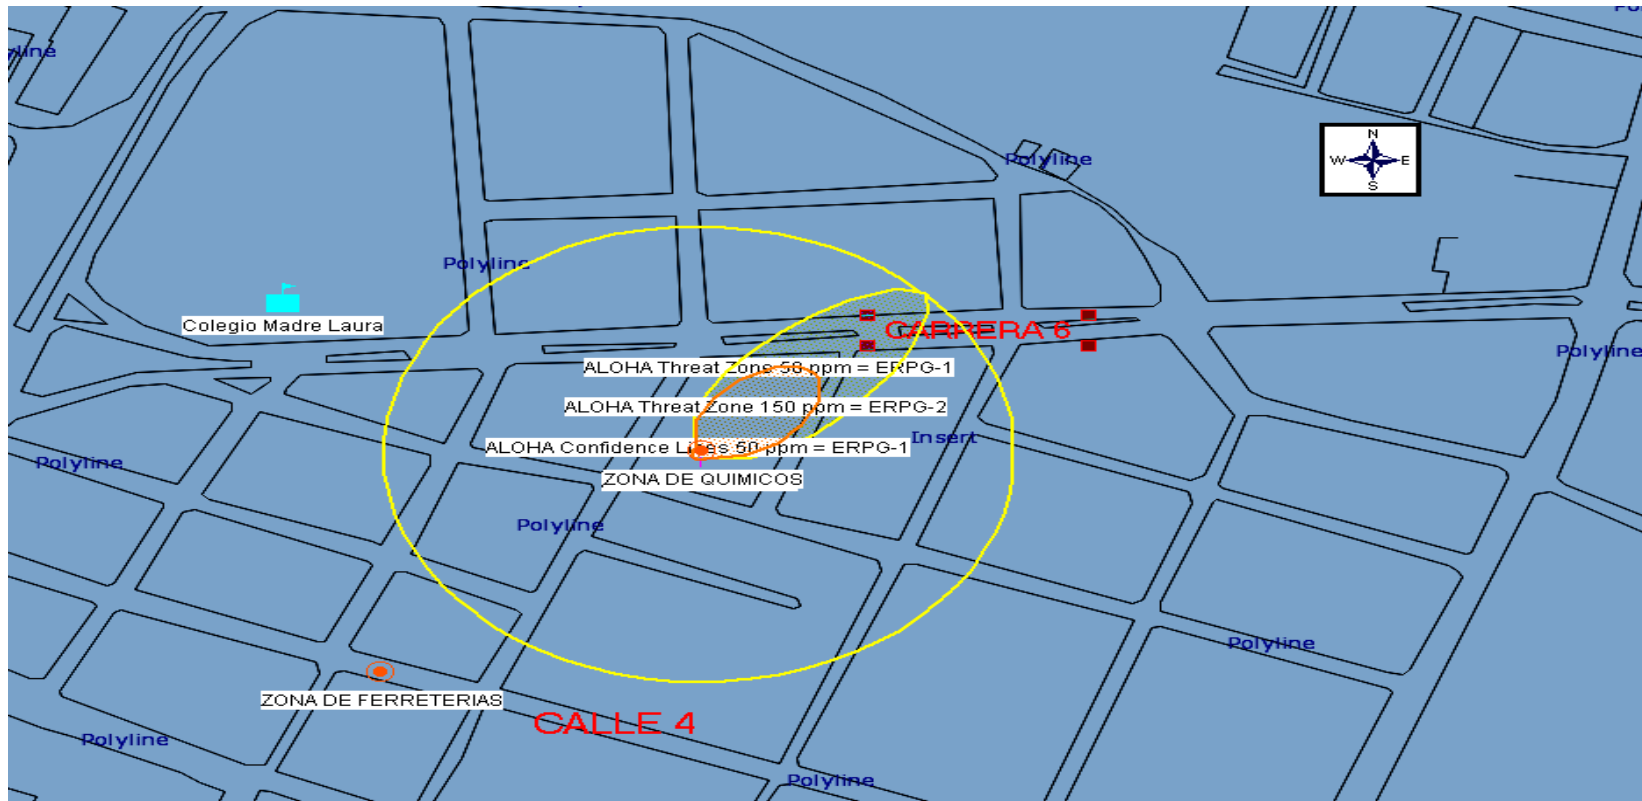 Po
yline
N
Polyline
W E
S
Polyline
Colegio Madre Laura
CARRERA 6
Polyline
ALOHA Threat Zone 50 ppm = ERPG-1
ALOHA Threat Zone 150 ppm = ERPG-2
Insert
ALOHA Confidence Lines 50 ppm = ERPG-1
Polyline
ZONA DE QUIMICOS
Polyline
Polyline
ZONA DE FERRETERIAS
CALLE 4
Polyline
Polyline